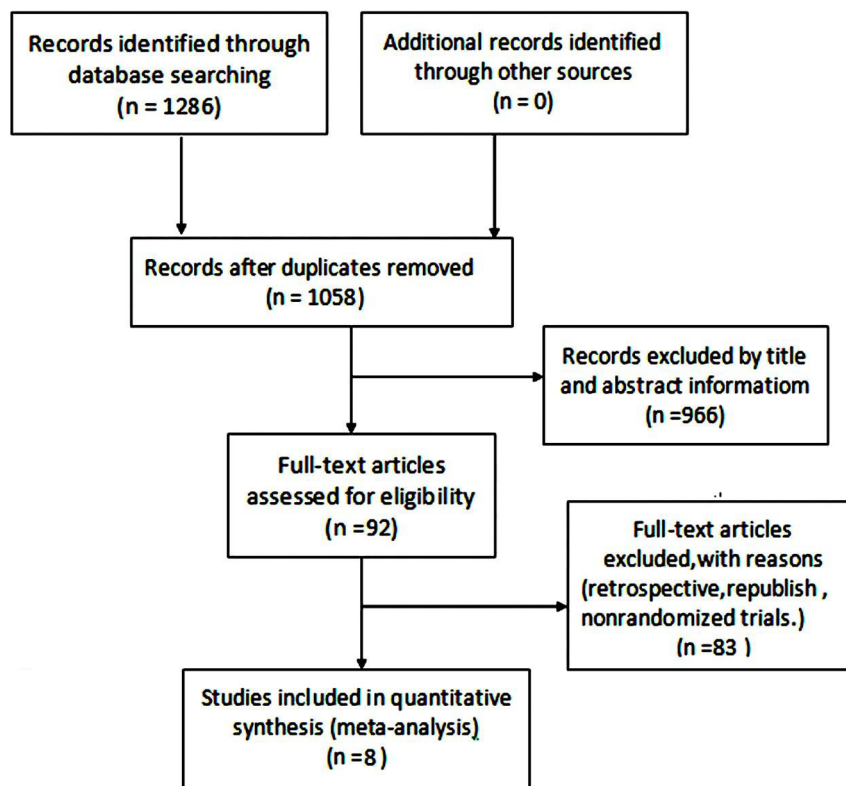 Records identified through
database searching
(n = 1286)
Additional records identified
through other sources
(n = 0)
Records after duplicates removed
(n = 1058)
Records excluded by title
and abstract informatiom
(n =966)
Full-text articles
assessed for eligibility
(n =92)
Full-text articles
excluded,with reasons
(retrospective,republish ,
nonrandomized trials.)
(n =83 )
Studies included in quantitative
synthesis (meta-analysis)
(n =8 )